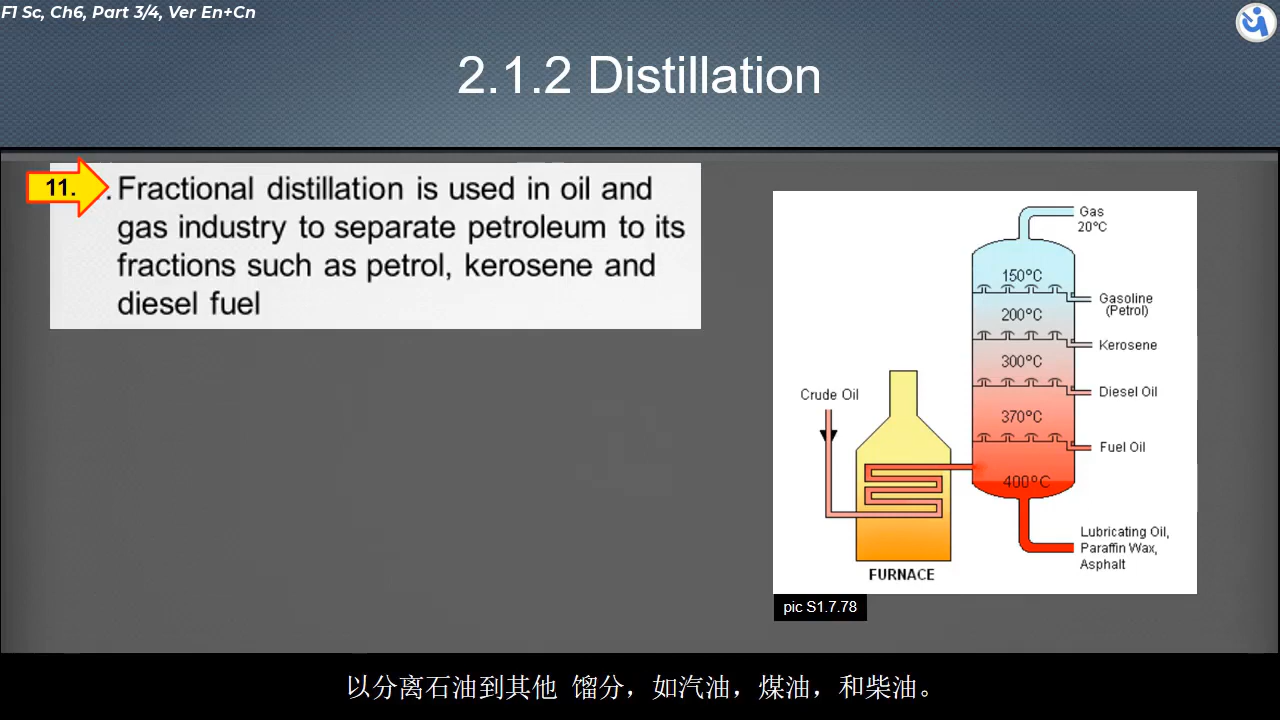 F1 Sc, Ch6, Part 3/4, Ver En+Cn
2.1.2 Distillation
11.
. Fractional distillation is used in oil and
gas industry to separate petroleum to its
fractions such as petrol, kerosene and
diesel fuel
Gas
20°C
150°C
Gasoline
(Petrol)
200°C
Kerosene
300°C
Diesel Oil
Crude Oil
370°C
Fuel Oil
400°C
Lubricating Oil,
Paraffin Wax,
Asphalt
FURNACE
pic S1.7.78
以分离石油到其他 馏分，如汽油，煤油，和柴油。